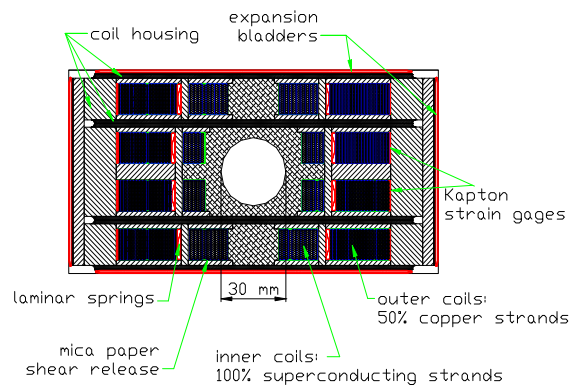 expansion
bladders
coil housing
Kapton
strain gages
laminar springs
30 mm
outer coils:
50% copper strands
mica paper
shear release
inner coils:
100% superconducting strands